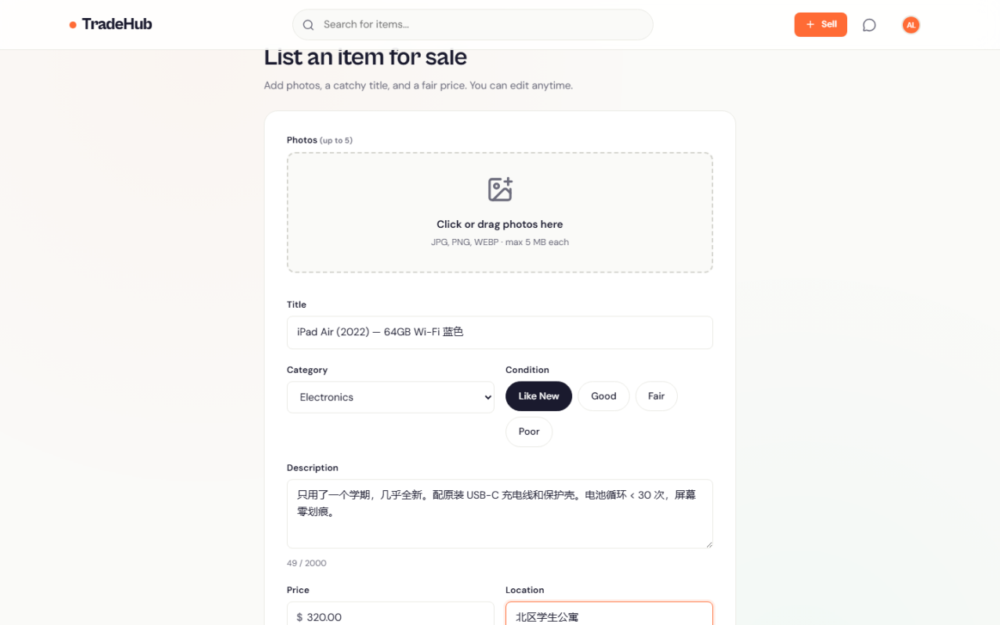 TradeHub
Search for items...
+ Sell
AL
List an item for sale
Add photos, a catchy title, and a fair price. You can edit anytime.
Photos (up to 5)
Click or drag photos here
JPG, PNG, WEBP · max 5 MB each
Title
iPad Air (2022) — 64GB Wi-Fi 蓝色
Category
Condition
Electronics
Like New
Good
Fair
Poor
Description
只用了一个学期，几乎全新。配原装 USB-C 充电线和保护壳。电池循环 < 30 次，屏幕
零划痕。
49 / 2000
Price
Location
$ 320.00
北区学生公寓